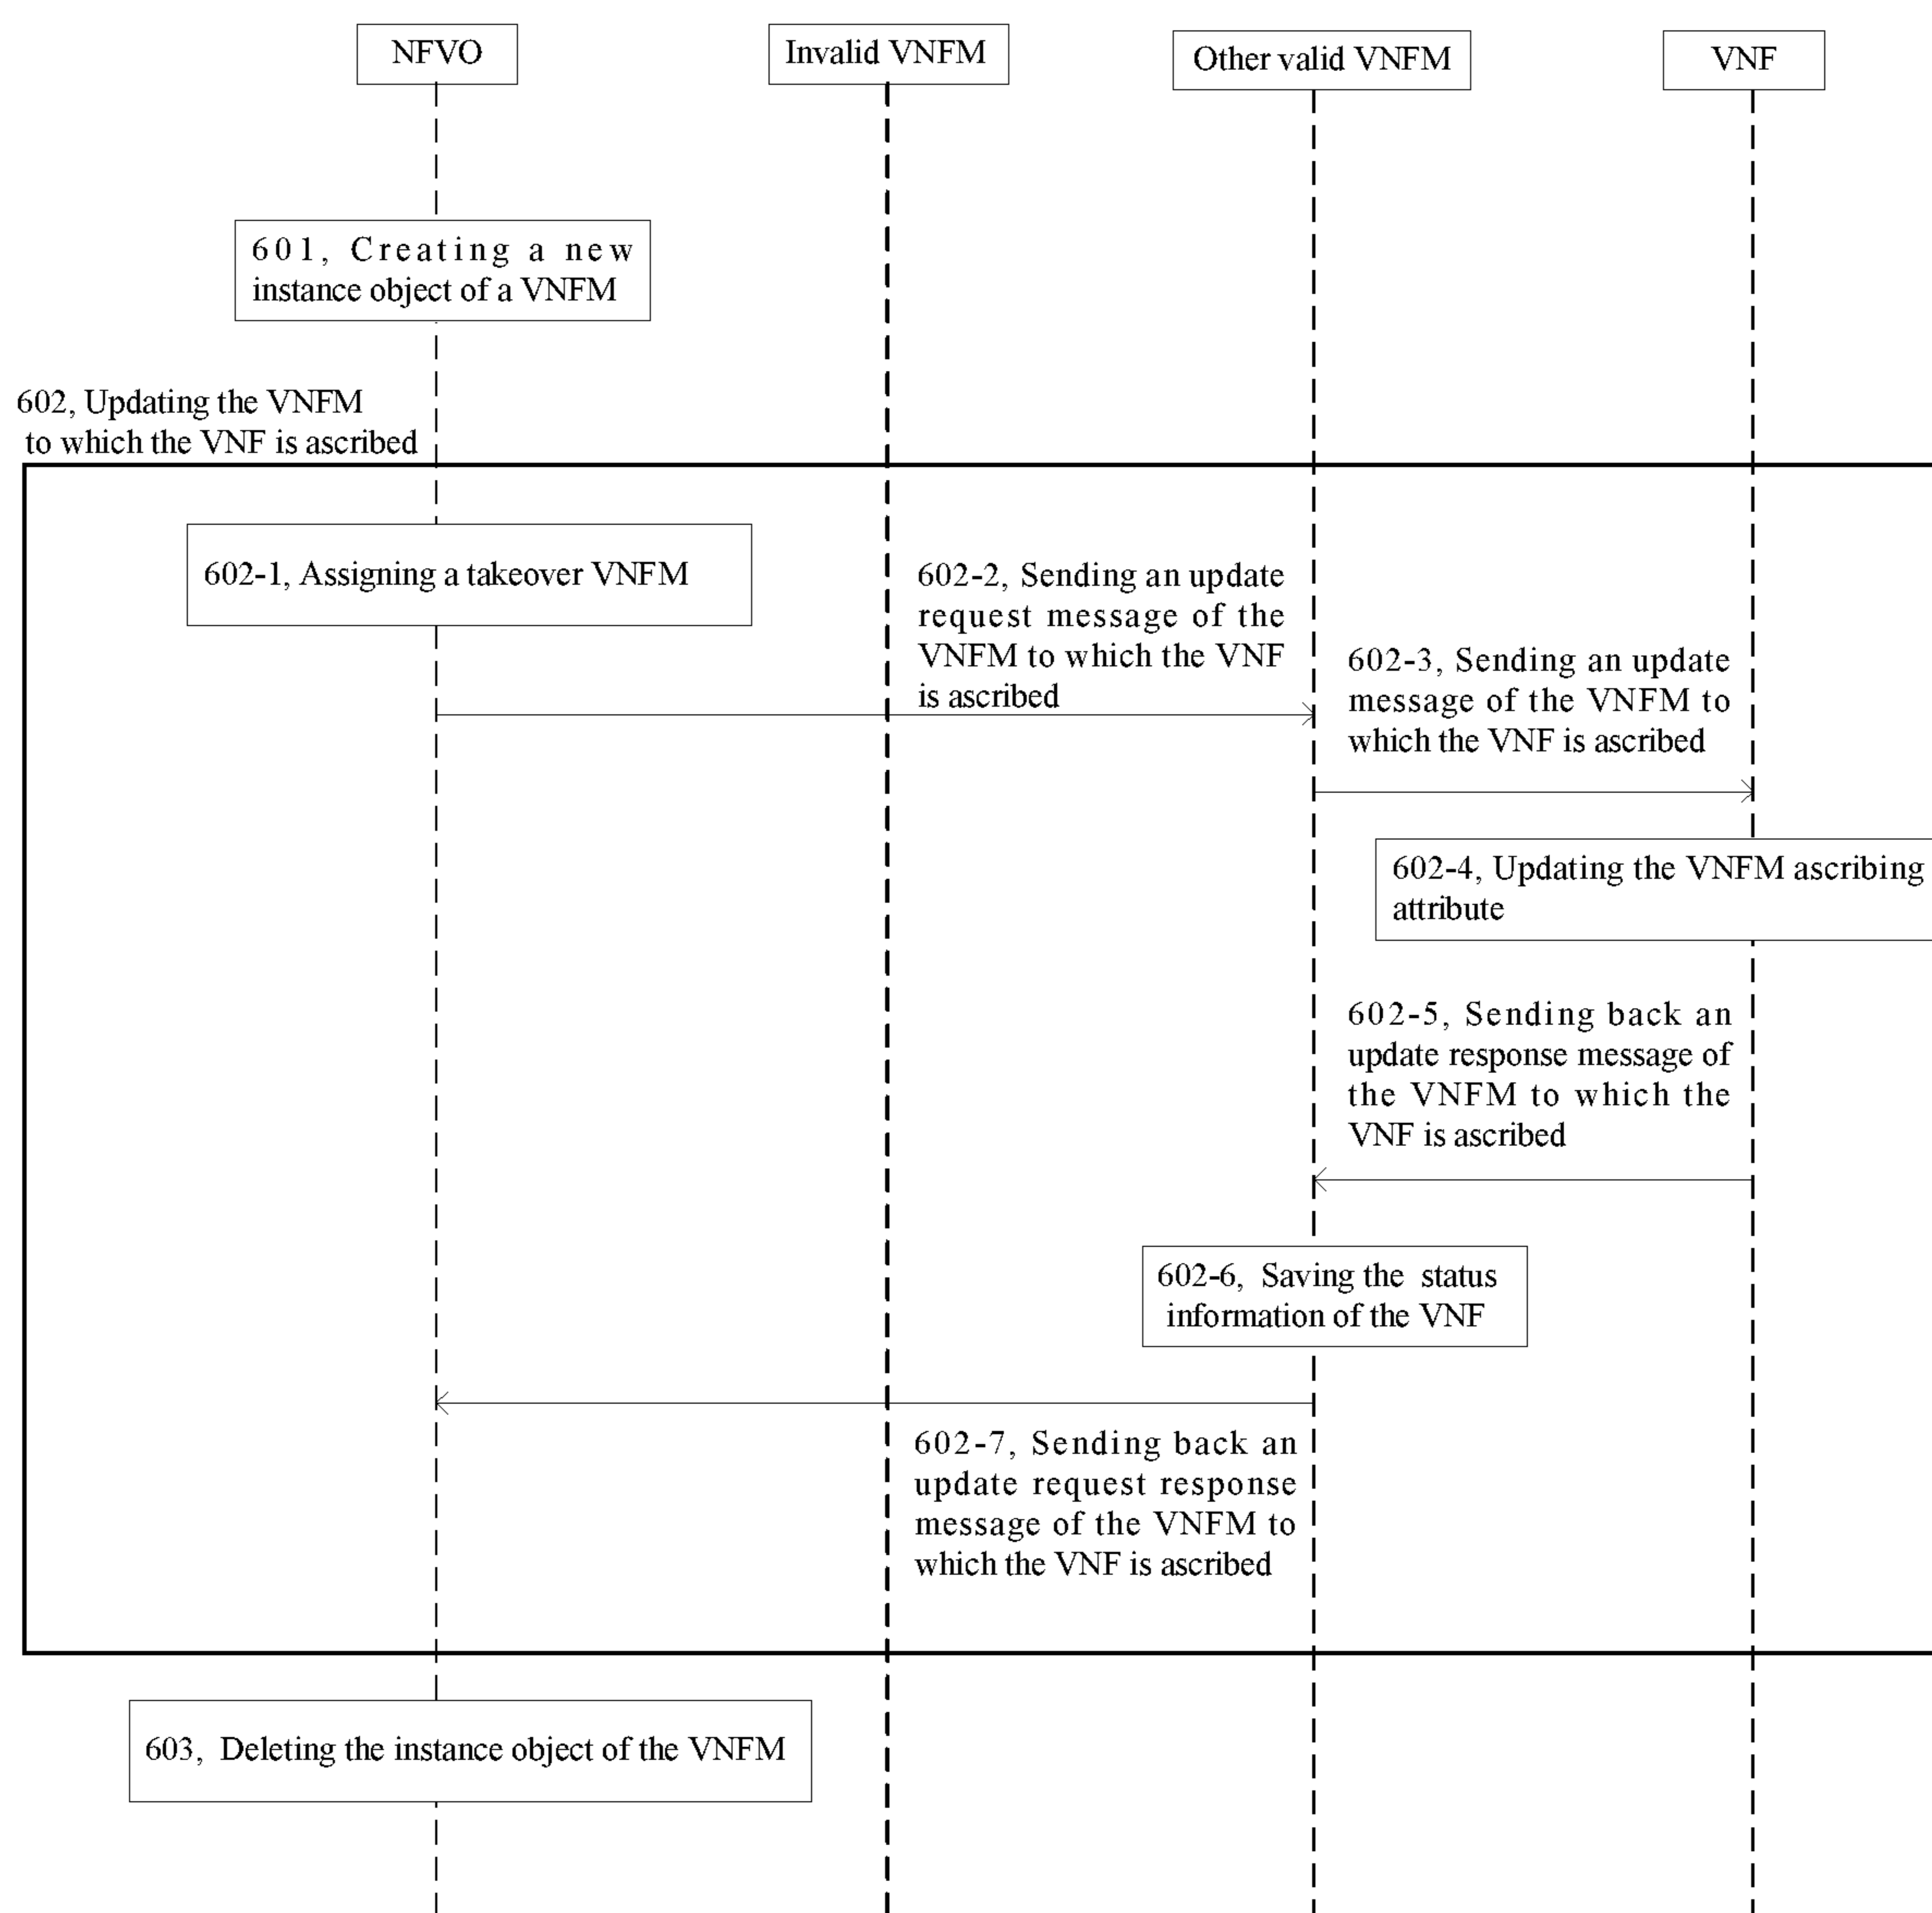 NFVO
Invalid VNFM
Other valid VNFM
VNF
601, Creating a new
instance object of a VNFM
602, Updating the VNFM
to which the VNF is ascribed
602-1, Assigning a takeover VNFM
602-2, Sending an update
request message of the
VNFM to which the VNF
is ascribed
602-3, Sending an update
message of the VNFM to
which the VNF is ascribed
602-4, Updating the VNFM ascribing
attribute
602-5, Sending back an
update response message of
the VNFM to which the
VNF is ascribed
602-6, Saving the status
information of the VNF
602-7, Sending back an
update request response
message of the VNFM to
which the VNF is ascribed
603, Deleting the instance object of the VNFM